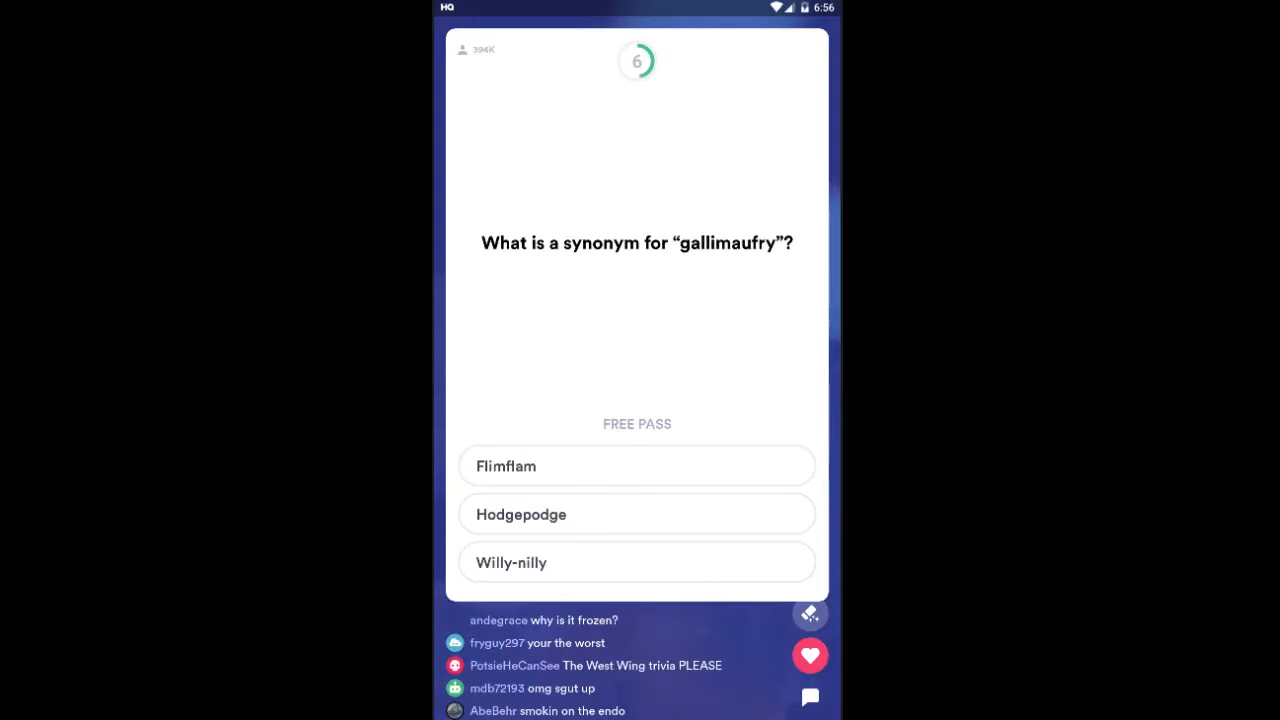 HQ
6:56
394K
6
What is a synonym for “gallimaufry”?
FREE PASS
Flimflam
Hodgepodge
Willy-nilly
andegrace why is it frozen?
fryguy297 your the worst
PotsieHeCanSee The West Wing trivia PLEASE
mdb72193 omg sgut up
AbeBehr smokin on the endo